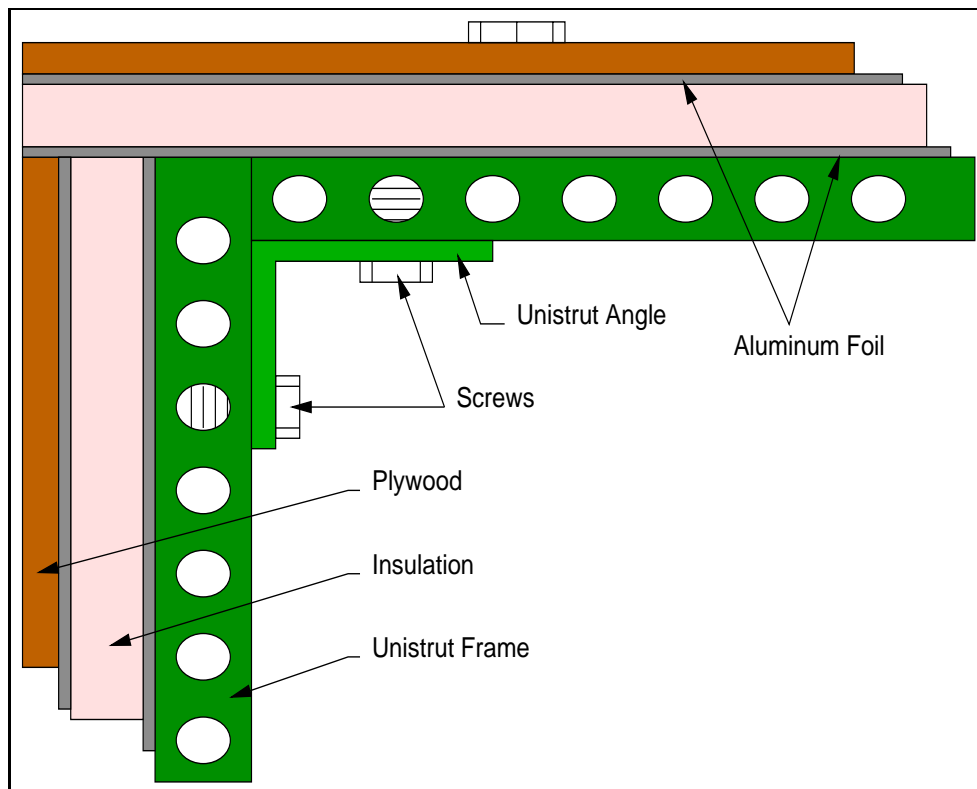 Unistrut Angle
Aluminum Foil
Screws
Plywood
Insulation
Unistrut Frame